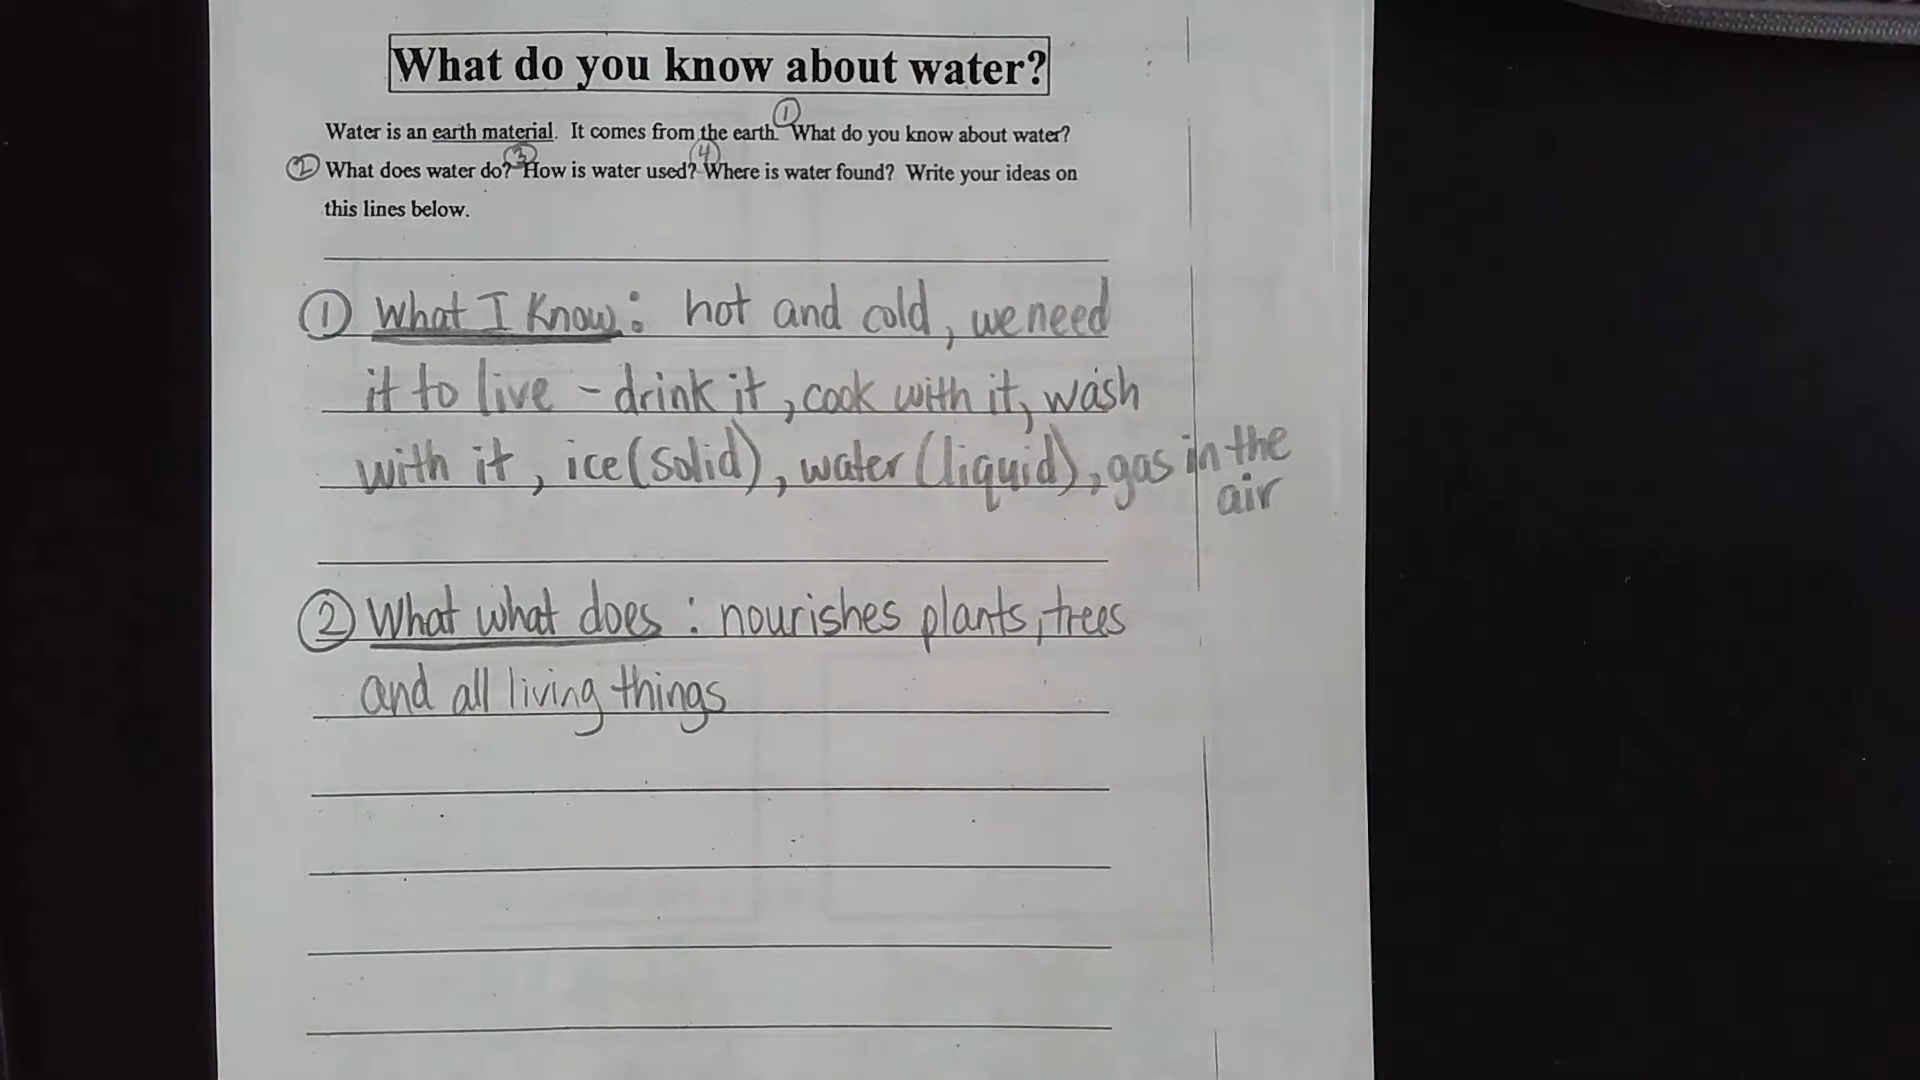 What do you know about water?
Water is an earth material. It comes from the earth. ① What do you know about water?
② What does water do? ③ How is water used? ④ Where is water found? Write your ideas on
this lines below.
① What I know: hot and cold, we need
it to live - drink it, cook with it, wash
with it, ice (solid), water (liquid), gas in the
air
② What what does: nourishes plants, trees
and all living things